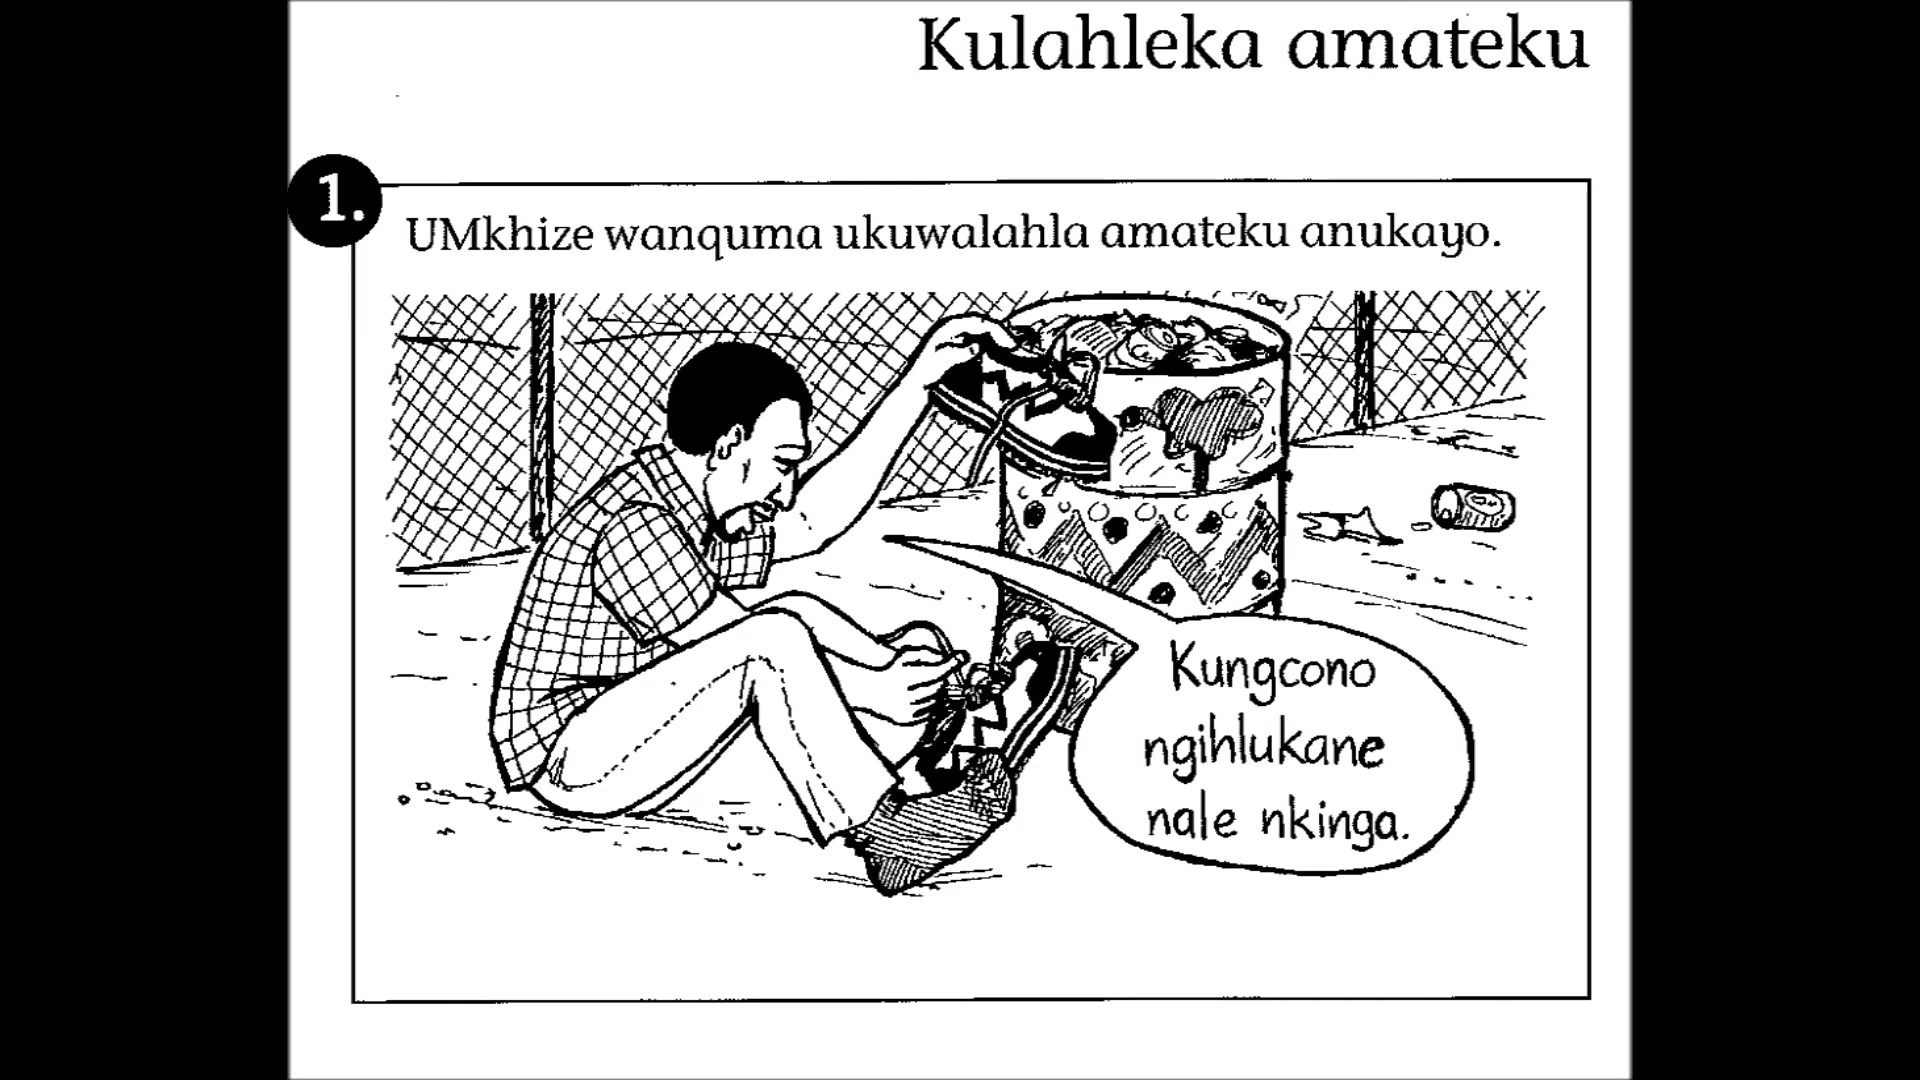 Kulahleka amateku
1.
UMkhize wanquma ukuwalahla amateku anukayo.
Kungcono
ngihlukane
nale nkinga.